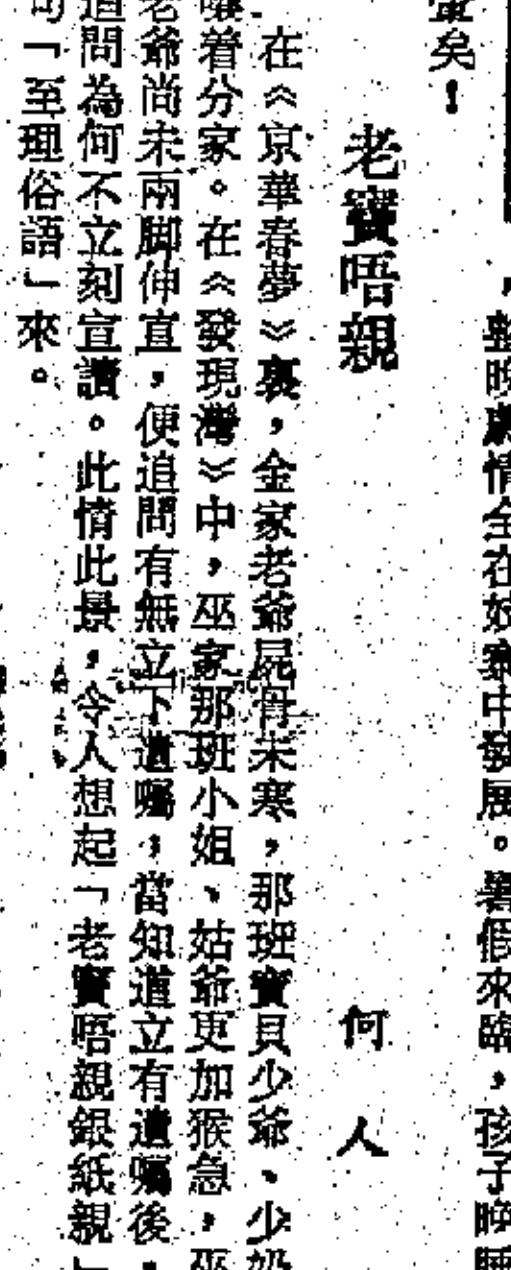 ，整晚劇情全在妓寨中發展。暑假來臨，孩子晚睡
矣！
老竇唔親
何人
在《京華春夢》裏，金家老爺屍骨未寒，那班寶貝少爺、少奶
嚷着分家。在《發現灣》中，巫家那班小姐、姑爺更加猴急，巫
老爺尚未兩脚伸直，便追問有無立下遺囑，當知道立有遺囑後，
道問為何不立刻宣讀。此情此景，令人想起「老竇唔親銀紙親」
句「至理俗語」來。